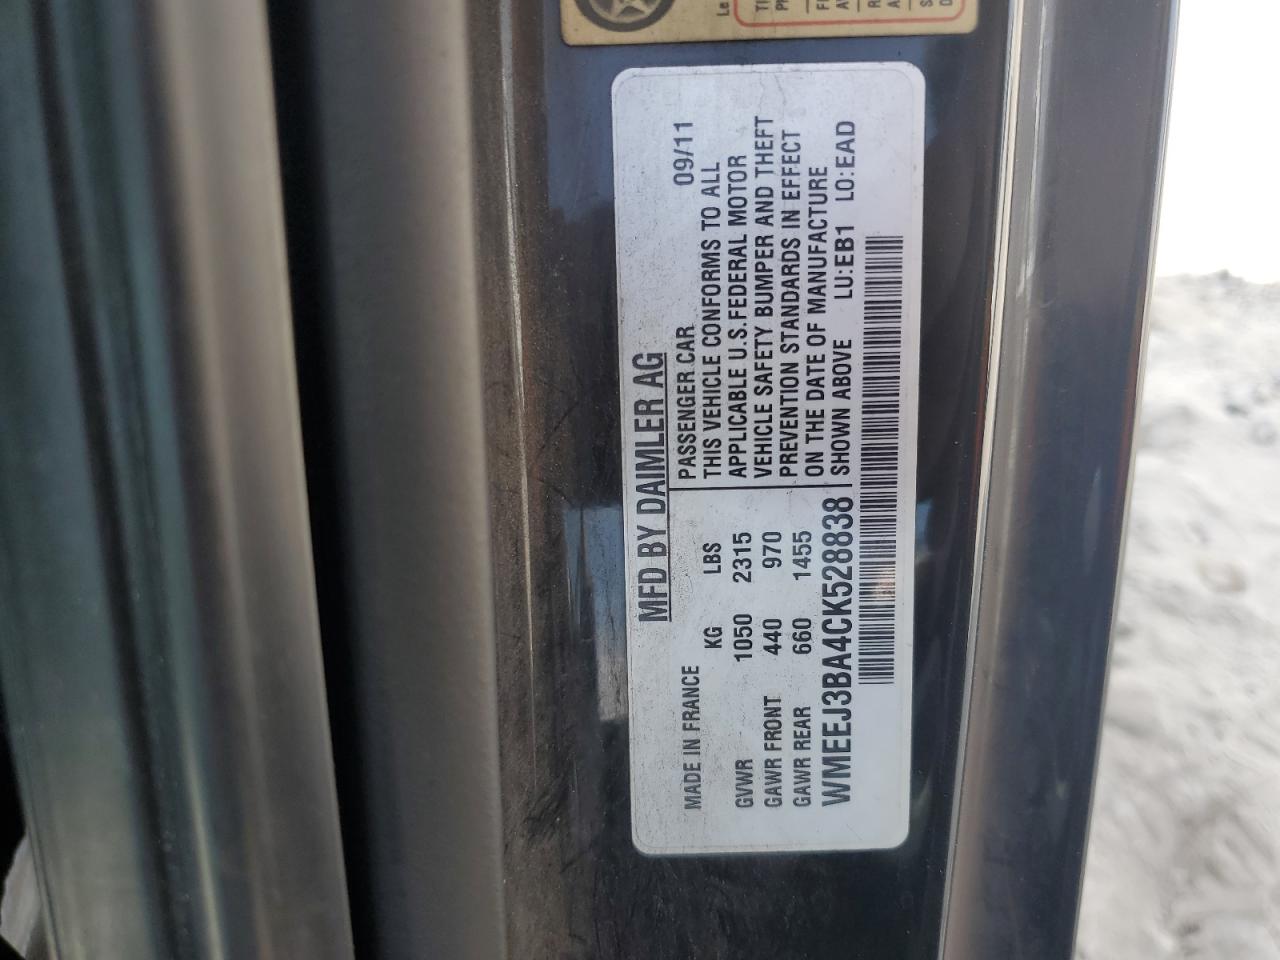 Le
MFD BY DAIMLER AG
MADE IN FRANCE
KG LBS
GVWR 1050 2315
GAWR FRONT 440 970
GAWR REAR 660 1455
PASSENGER CAR 09/11
THIS VEHICLE CONFORMS TO ALL
APPLICABLE U.S.FEDERAL MOTOR
VEHICLE SAFETY BUMPER AND THEFT
PREVENTION STANDARDS IN EFFECT
ON THE DATE OF MANUFACTURE
SHOWN ABOVE LU:EB1 LO:EAD
WMEEJ3BA4CK528838